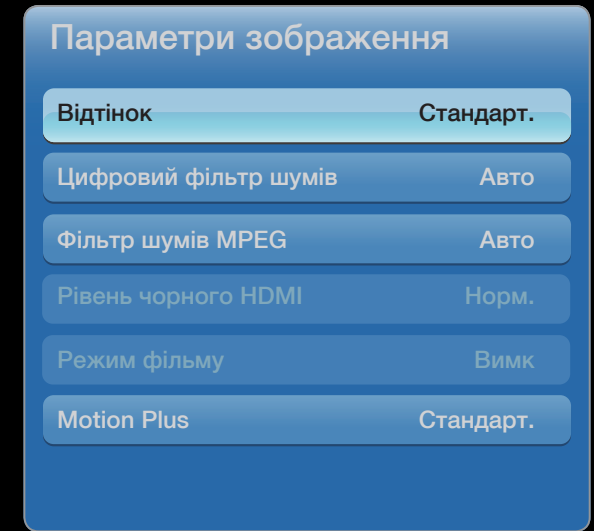 Параметри зображення
Відтінок Стандарт.
Цифровий фільтр шумів Авто
Фільтр шумів MPEG Авто
Рівень чорного HDMI Норм.
Режим фільму Вимк
Motion Plus Стандарт.